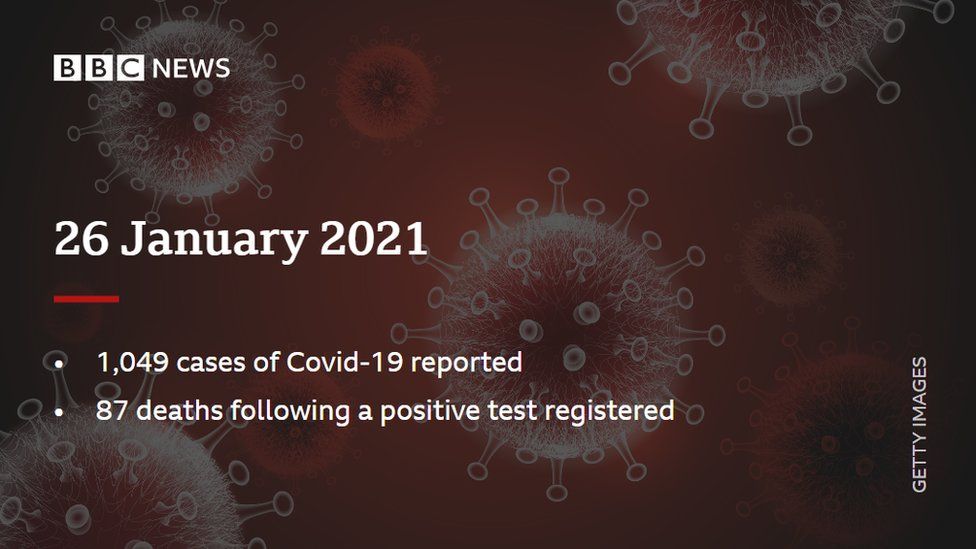 BBC NEWS
26 January 2021
• 1,049 cases of Covid-19 reported
• 87 deaths following a positive test registered
GETTY IMAGES